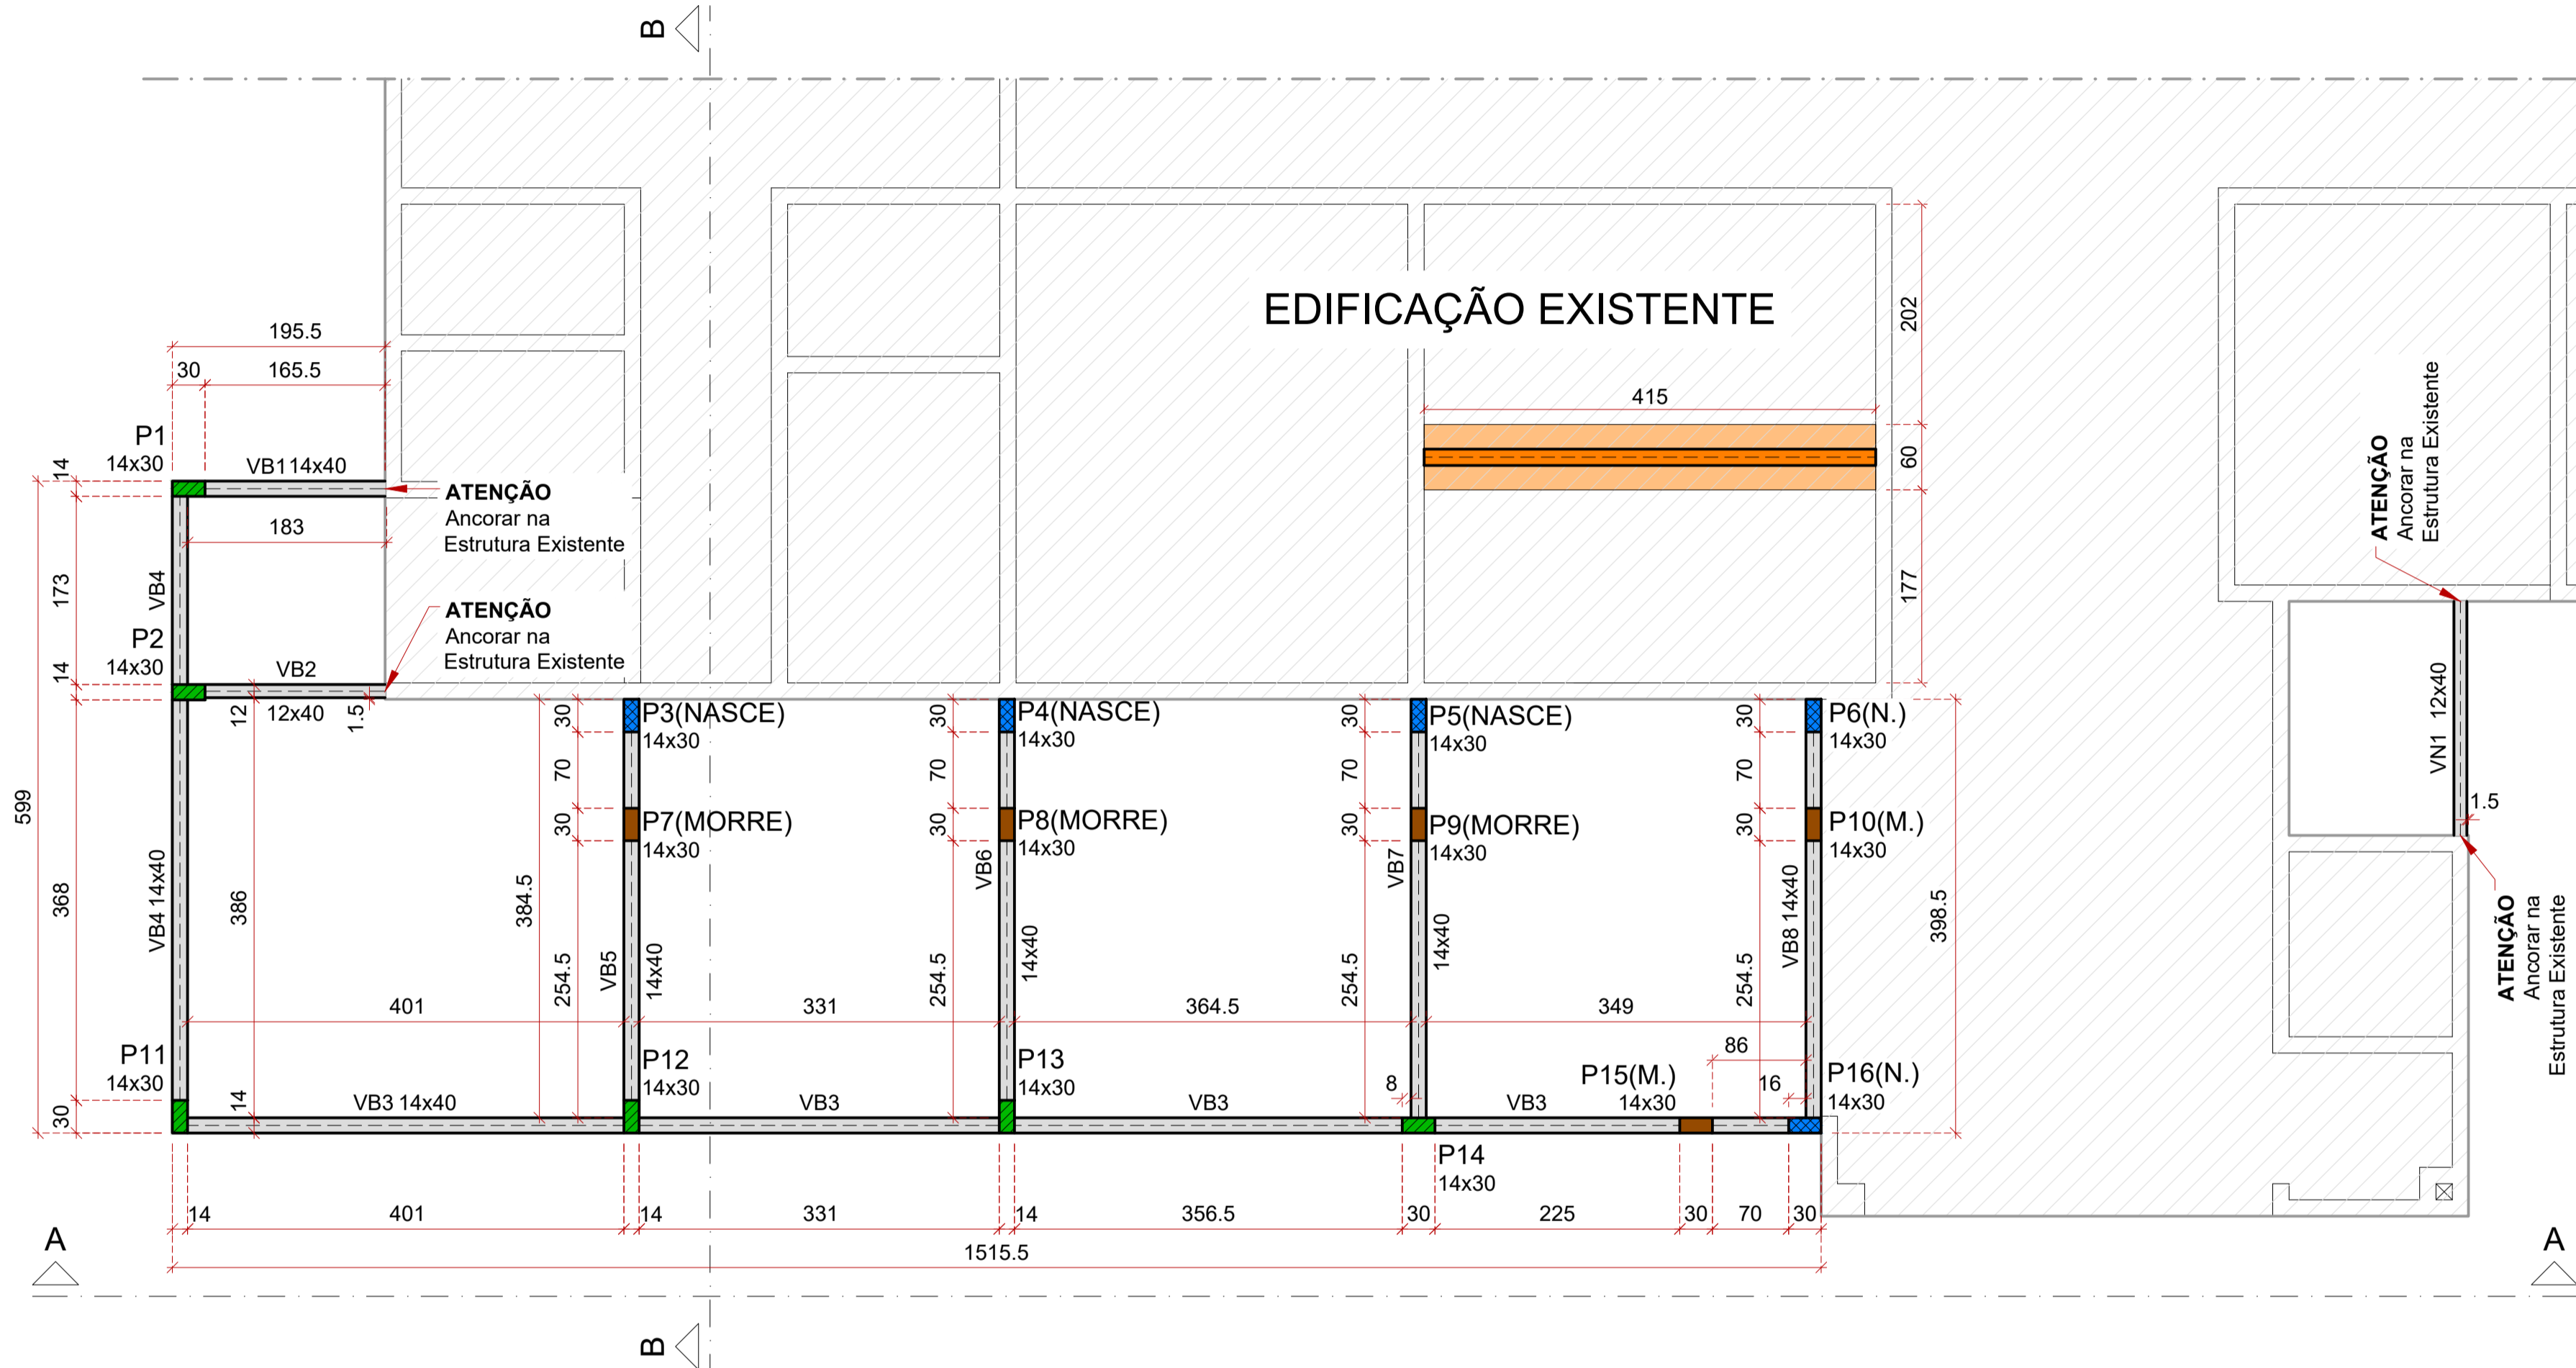 B
EDIFICAÇÃO EXISTENTE
202
415
60
177
195.5
30
165.5
P1
14x30
VB114x40
14
ATENÇÃO
Ancorar na
Estrutura Existente
183
173
VB4
P2
14x30
14
VB2
12
12x40
1.5
ATENÇÃO
Ancorar na
Estrutura Existente
ATENÇÃO
Ancorar na
Estrutura Existente
VN1 12x40
1.5
ATENÇÃO
Ancorar na
Estrutura Existente
30
P3(NASCE)
14x30
30
P4(NASCE)
14x30
30
P5(NASCE)
14x30
30
P6(N.)
14x30
70
70
70
70
30
P7(MORRE)
14x30
30
P8(MORRE)
14x30
30
P9(MORRE)
14x30
30
P10(M.)
14x30
599
368
VB4 14x40
386
384.5
254.5
VB5
14x40
254.5
VB6
14x40
254.5
VB7
14x40
254.5
VB8 14x40
398.5
401
331
364.5
349
86
P11
14x30
30
14
VB3 14x40
P12
14x30
VB3
P13
14x30
VB3
8
VB3
P15(M.)
14x30
16
P16(N.)
14x30
P14
14x30
14
401
14
331
14
356.5
30
225
30
70
30
1515.5
A
A
B